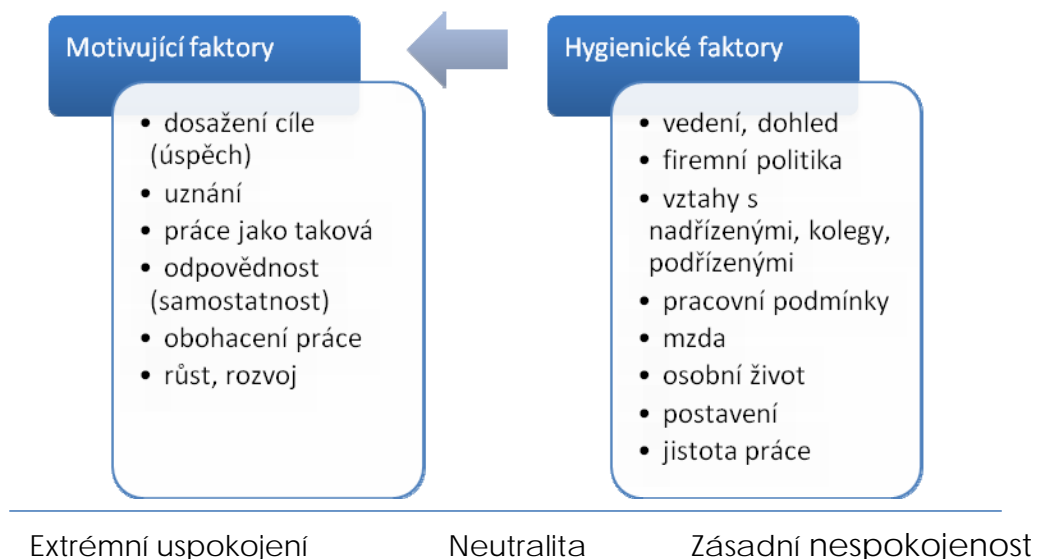 Motivující faktory
• dosažení cíle
(úspěch)
• uznání
• práce jako taková
• odpovědnost
(samostatnost)
• obohacení práce
• růst, rozvoj
Hygienické faktory
• vedení, dohled
• firemní politika
• vztahy s
nadřízenými, kolegy,
podřízenými
• pracovní podmínky
• mzda
• osobní život
• postavení
• jistota práce
Extrémní uspokojení Neutralita Zásadní nespokojenost